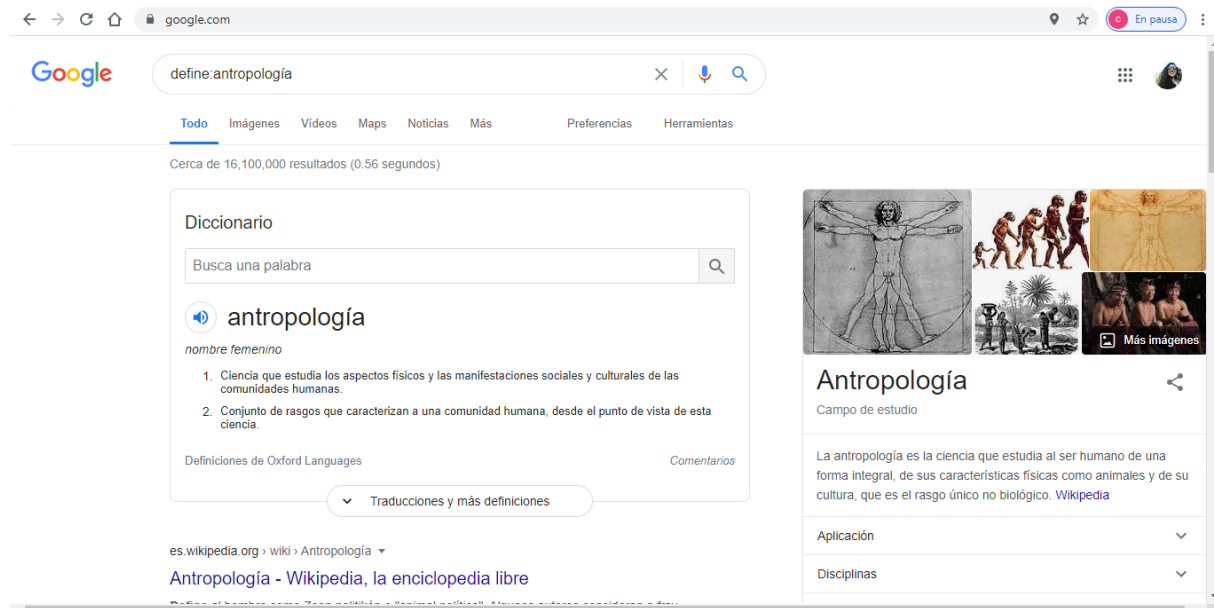 google.com
C
En pausa
Google
define:antropología
Todo Imágenes Vídeos Maps Noticias Más Preferencias Herramientas
Cerca de 16,100,000 resultados (0.56 segundos)
Diccionario
Busca una palabra
antropología
nombre femenino
1. Ciencia que estudia los aspectos físicos y las manifestaciones sociales y culturales de las
comunidades humanas.
2. Conjunto de rasgos que caracterizan a una comunidad humana, desde el punto de vista de esta
ciencia.
Definiciones de Oxford Languages
Comentarios
Traducciones y más definiciones
es.wikipedia.org › wiki › Antropología
Antropología - Wikipedia, la enciclopedia libre
Más imágenes
Antropología
Campo de estudio
La antropología es la ciencia que estudia al ser humano de una
forma integral, de sus características físicas como animales y de su
cultura, que es el rasgo único no biológico. Wikipedia
Aplicación
Disciplinas